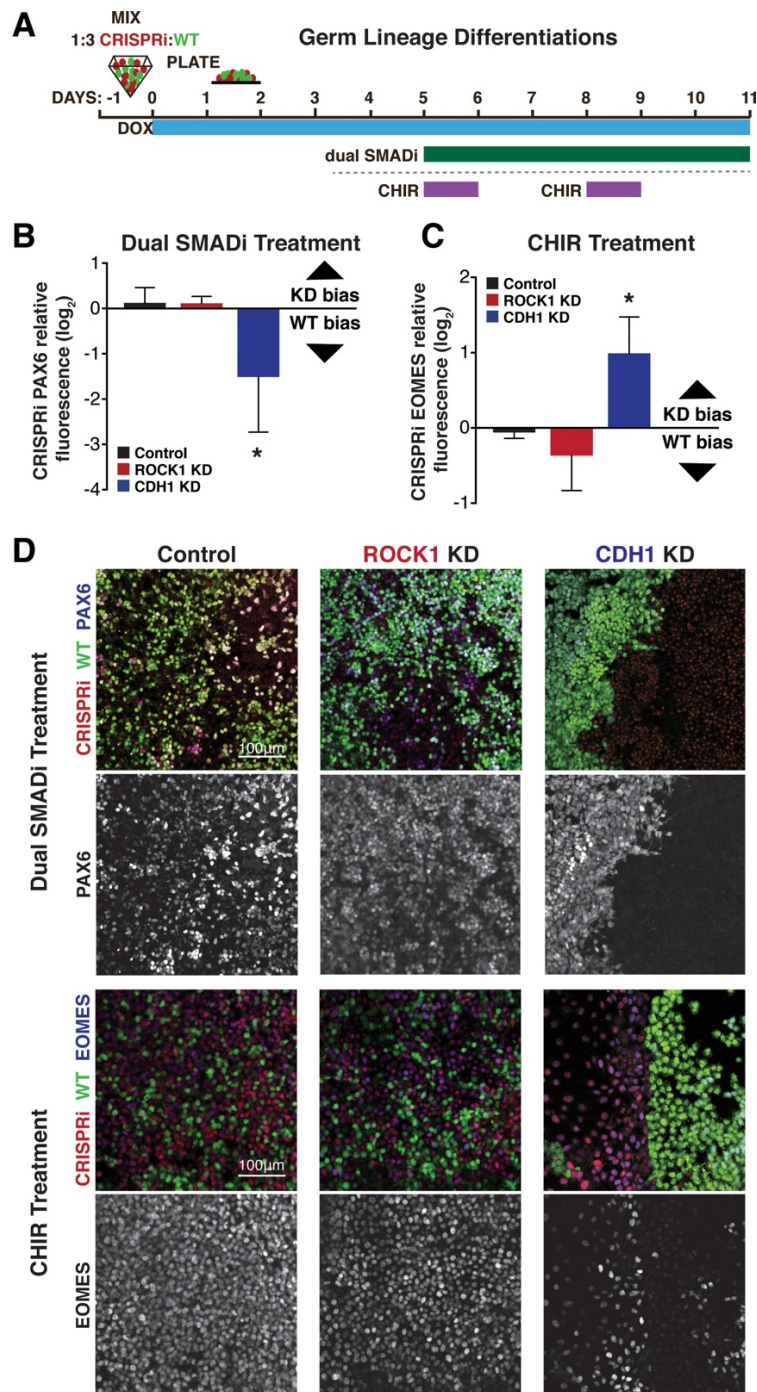 A
MIX
1:3 CRISPRi:WT
Germ Lineage Differentiations
PLATE
DAYS: -1 0 1 2 3 4 5 6 7 8 9 10 11
DOX
dual SMADi
CHIR CHIR
B
Dual SMADi Treatment
CRISPRi PAX6 relative
fluorescence (log2)
1
0
-1
-2
-3
-4
KD bias
WT bias
Control
ROCK1 KD
CDH1 KD
*
C
CHIR Treatment
CRISPRi EOMES relative
fluorescence (log2)
2
1
0
-1
Control
ROCK1 KD
CDH1 KD
*
KD bias
WT bias
D
Control ROCK1 KD CDH1 KD
Dual SMADi Treatment
CRISPRi WT PAX6
100µm
PAX6
CHIR Treatment
CRISPRi WT EOMES
100µm
EOMES